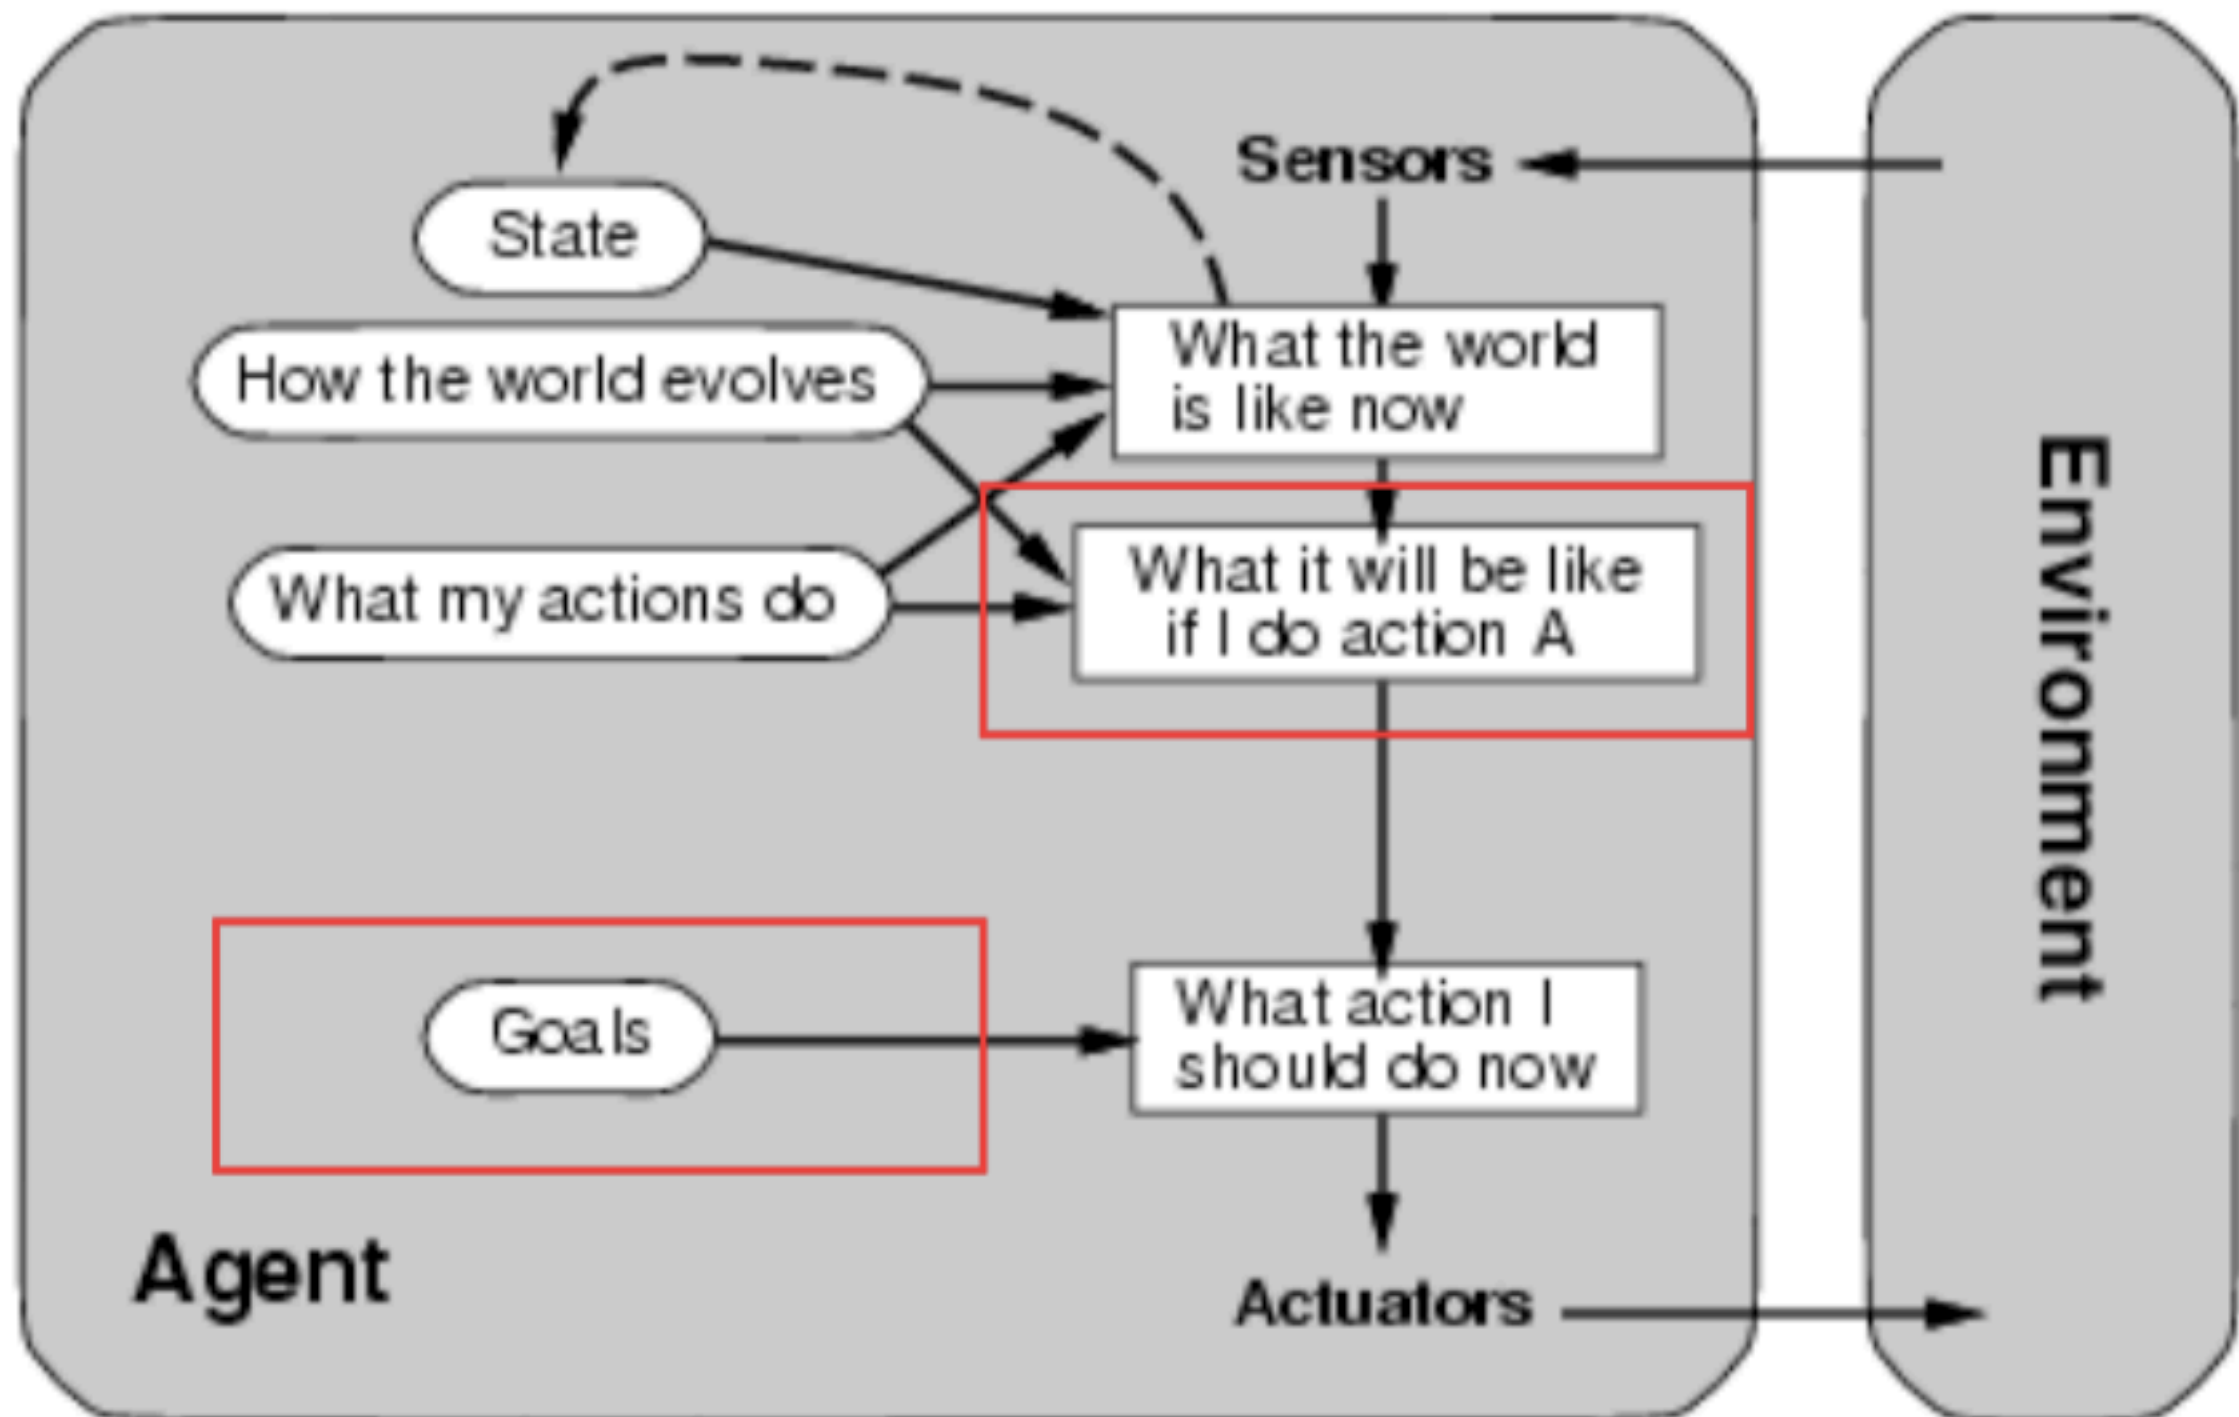 Sensors
State
What the world
is like now
How the world evolves
What it will be like
if I do action A
What my actions do
Environment
Goals
What action I
should do now
Agent
Actuators